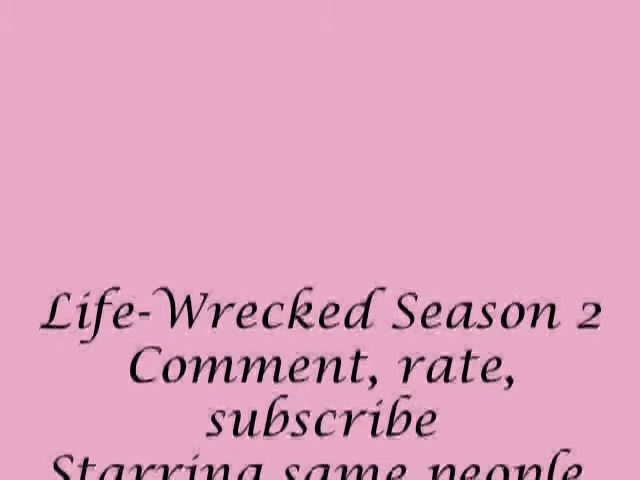 Life-Wrecked Season 2
Comment, rate,
subscribe
Starring same people